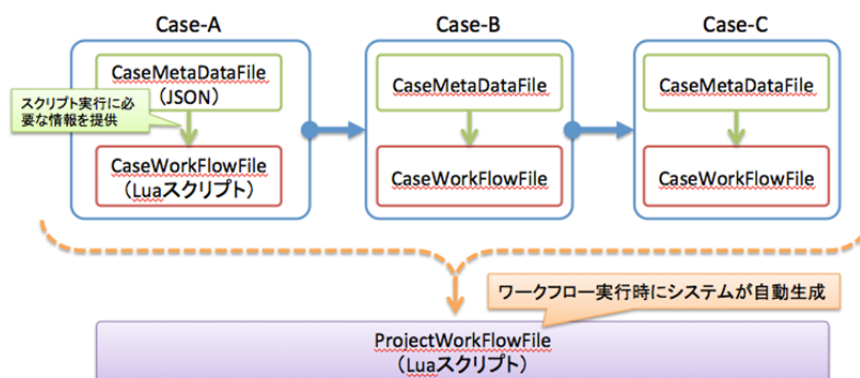 Case-A
Case-B
Case-C
CaseMetaDataFile
（JSON）
CaseMetaDataFile
CaseMetaDataFile
スクリプト実行に必
要な情報を提供
CaseWorkFlowFile
（Luaスクリプト）
CaseWorkFlowFile
CaseWorkFlowFile
ワークフロー実行時にシステムが自動生成
ProjectWorkFlowFile
（Luaスクリプト）